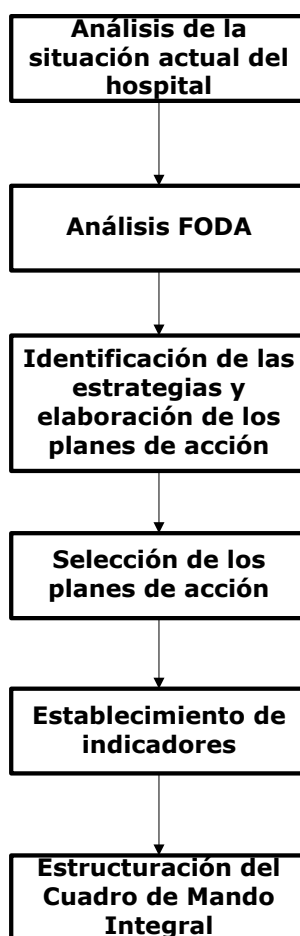 Análisis de la
situación actual del
hospital
Análisis FODA
Identificación de las
estrategias y
elaboración de los
planes de acción
Selección de los
planes de acción
Establecimiento de
indicadores
Estructuración del
Cuadro de Mando
Integral